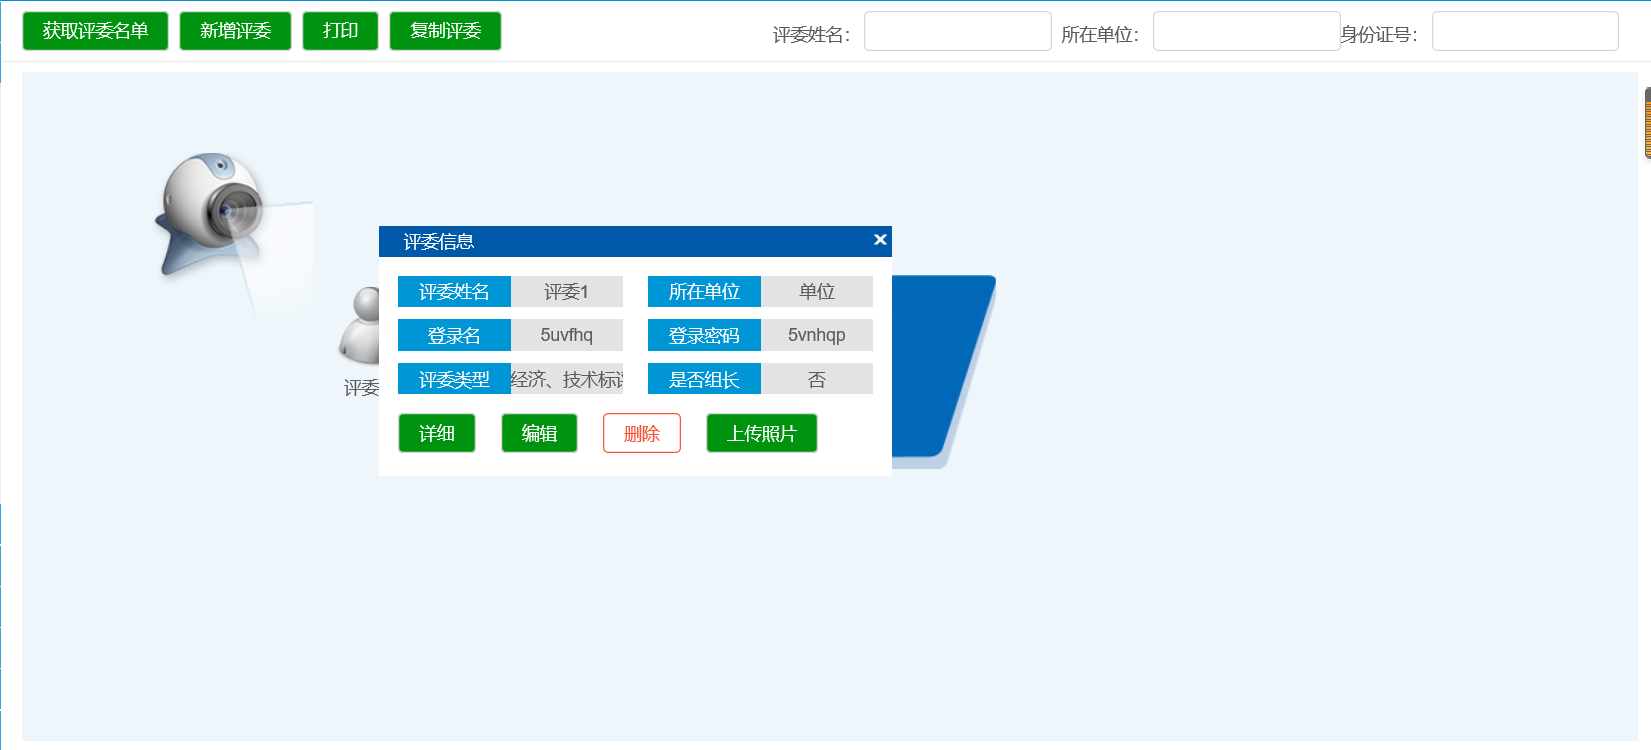 获取评委名单 新增评委 打印 复制评委 评委姓名： 所在单位： 身份证号：
评委信息
评委姓名 评委1 所在单位 单位
登录名 5uvfhq 登录密码 5vnhqp
评委类型 经济、技术标评 是否组长 否
评委
详细 编辑 删除 上传照片